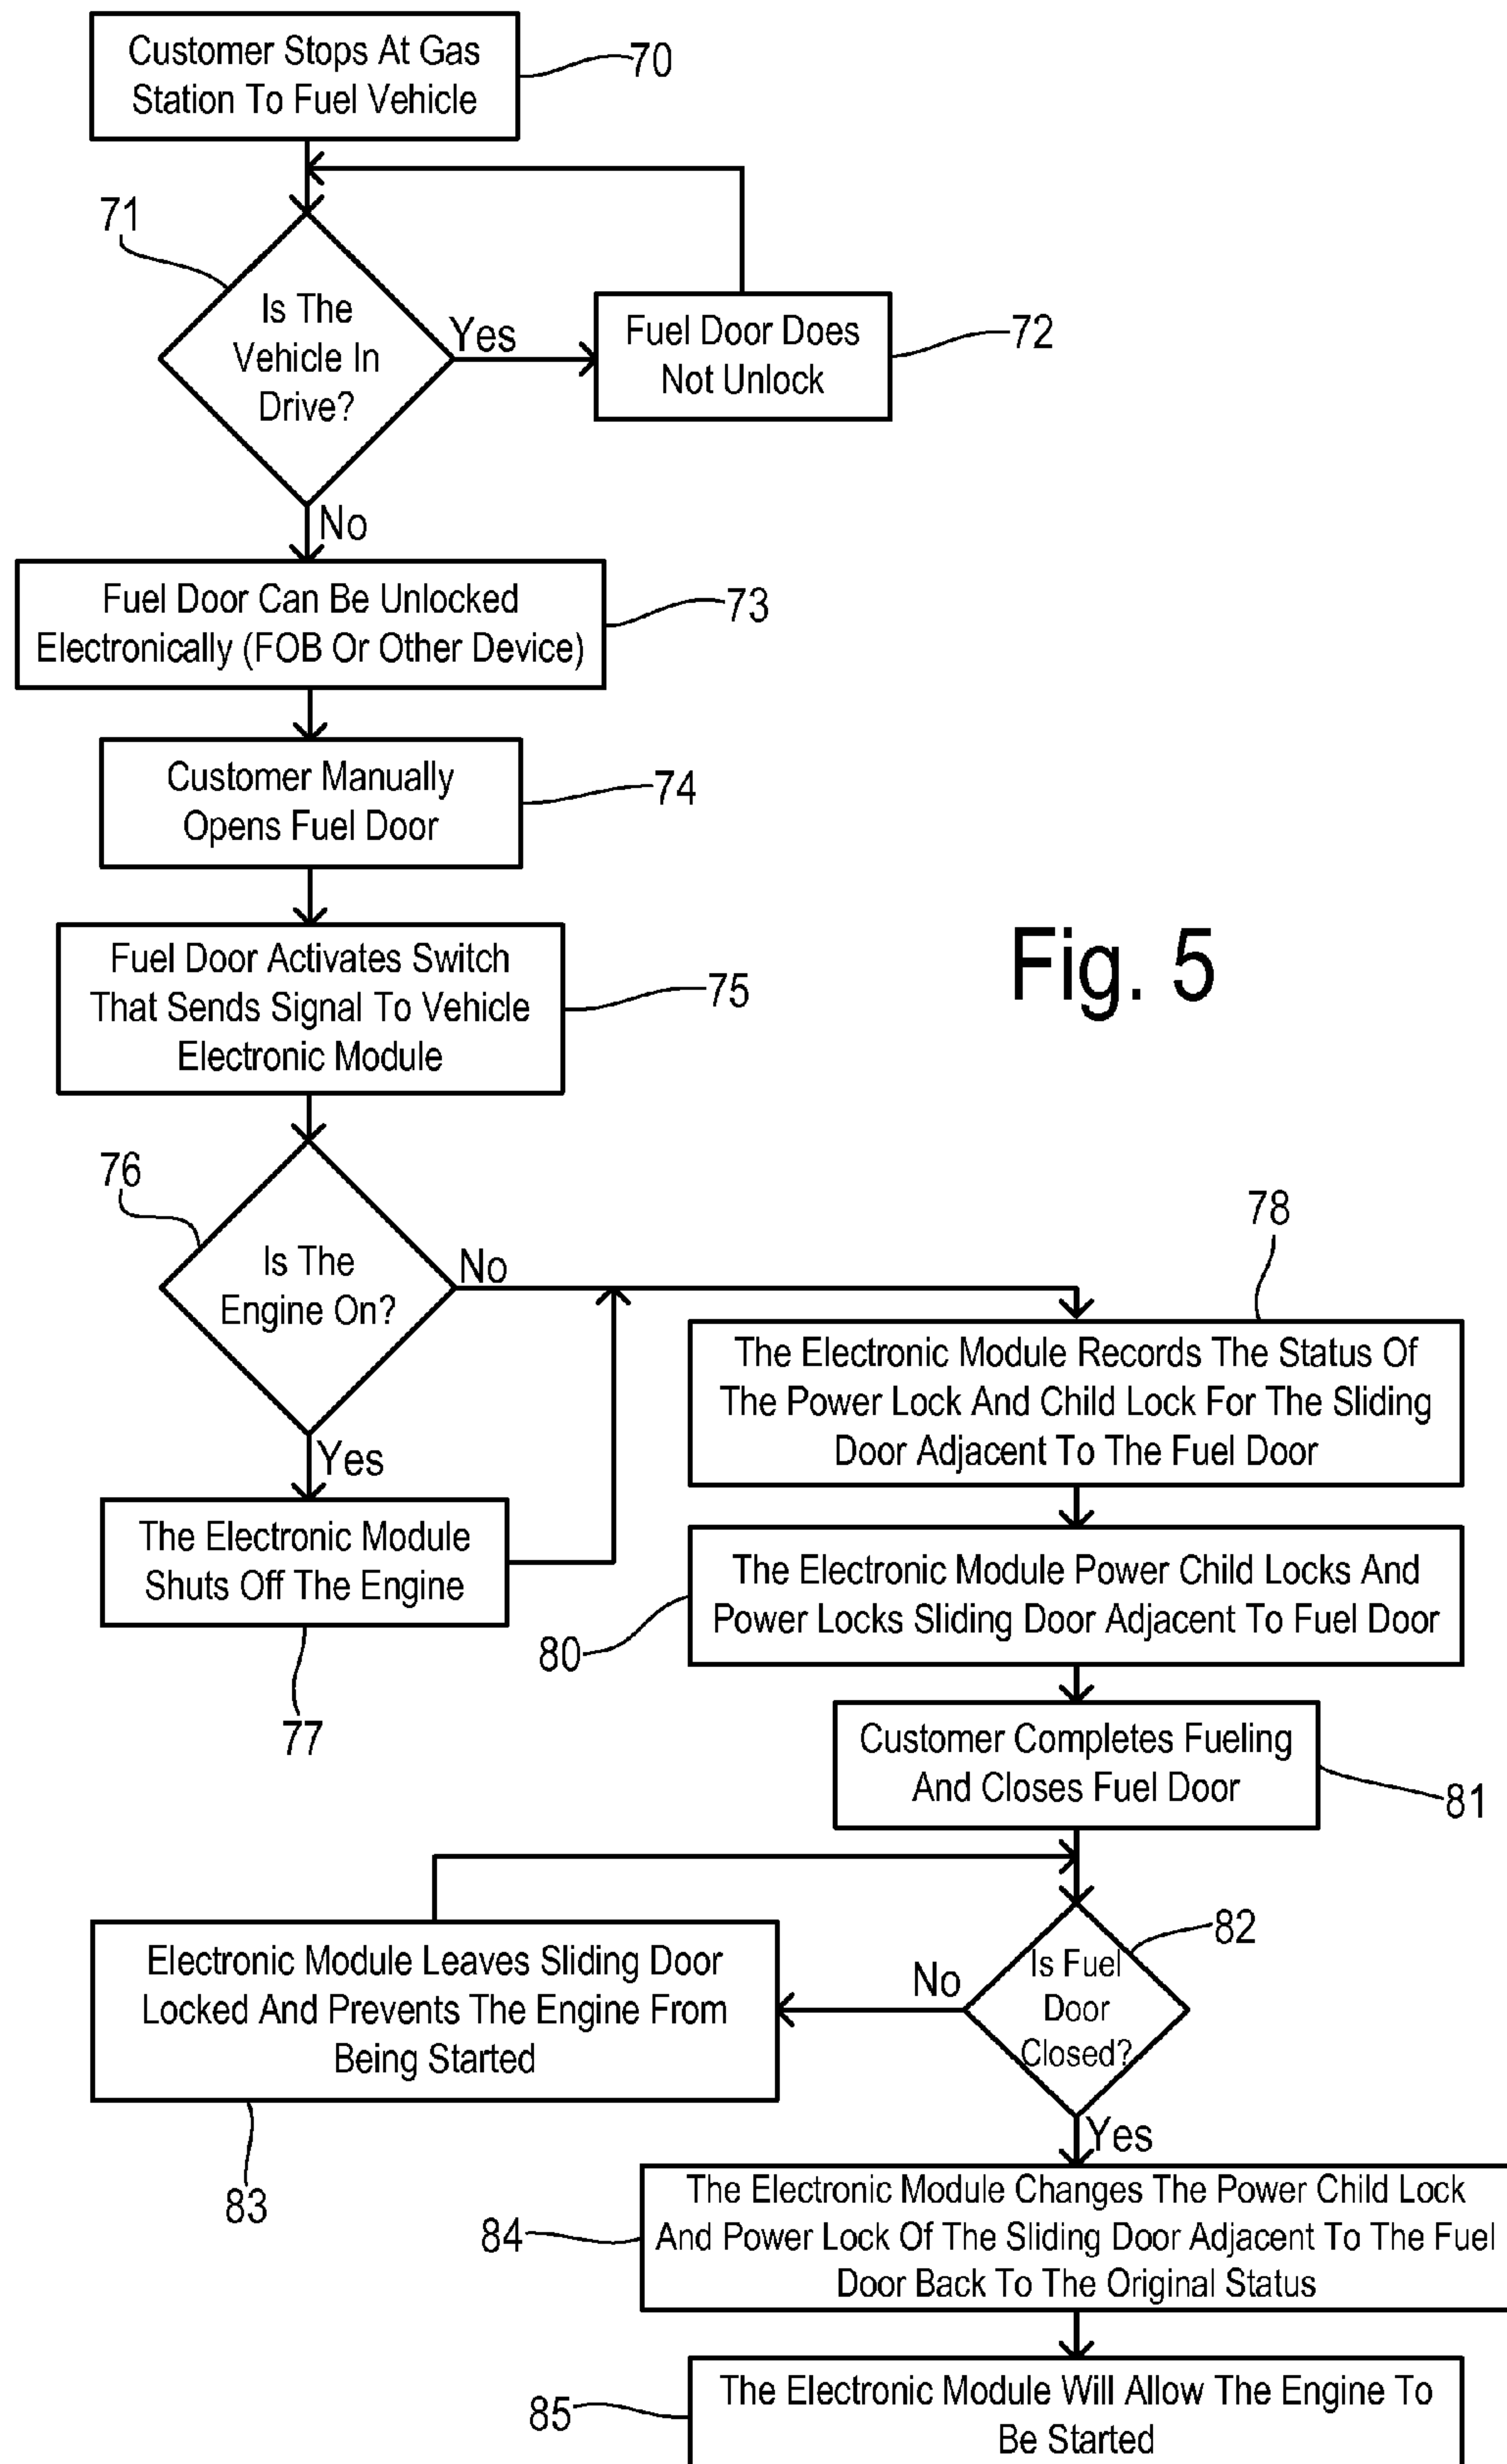 Customer Stops At Gas
Station To Fuel Vehicle
70
71
Is The
Vehicle In
Drive?
Yes
Fuel Door Does
Not Unlock
72
No
Fuel Door Can Be Unlocked
Electronically (FOB Or Other Device)
73
Customer Manually
Opens Fuel Door
74
Fuel Door Activates Switch
That Sends Signal To Vehicle
Electronic Module
75
Fig. 5
76
Is The
Engine On?
No
Yes
The Electronic Module
Shuts Off The Engine
77
78
The Electronic Module Records The Status Of
The Power Lock And Child Lock For The Sliding
Door Adjacent To The Fuel Door
The Electronic Module Power Child Locks And
Power Locks Sliding Door Adjacent To Fuel Door
80
Customer Completes Fueling
And Closes Fuel Door
81
82
Is Fuel
Door
Closed?
No
Electronic Module Leaves Sliding Door
Locked And Prevents The Engine From
Being Started
83
Yes
The Electronic Module Changes The Power Child Lock
And Power Lock Of The Sliding Door Adjacent To The Fuel
Door Back To The Original Status
84
The Electronic Module Will Allow The Engine To
Be Started
85